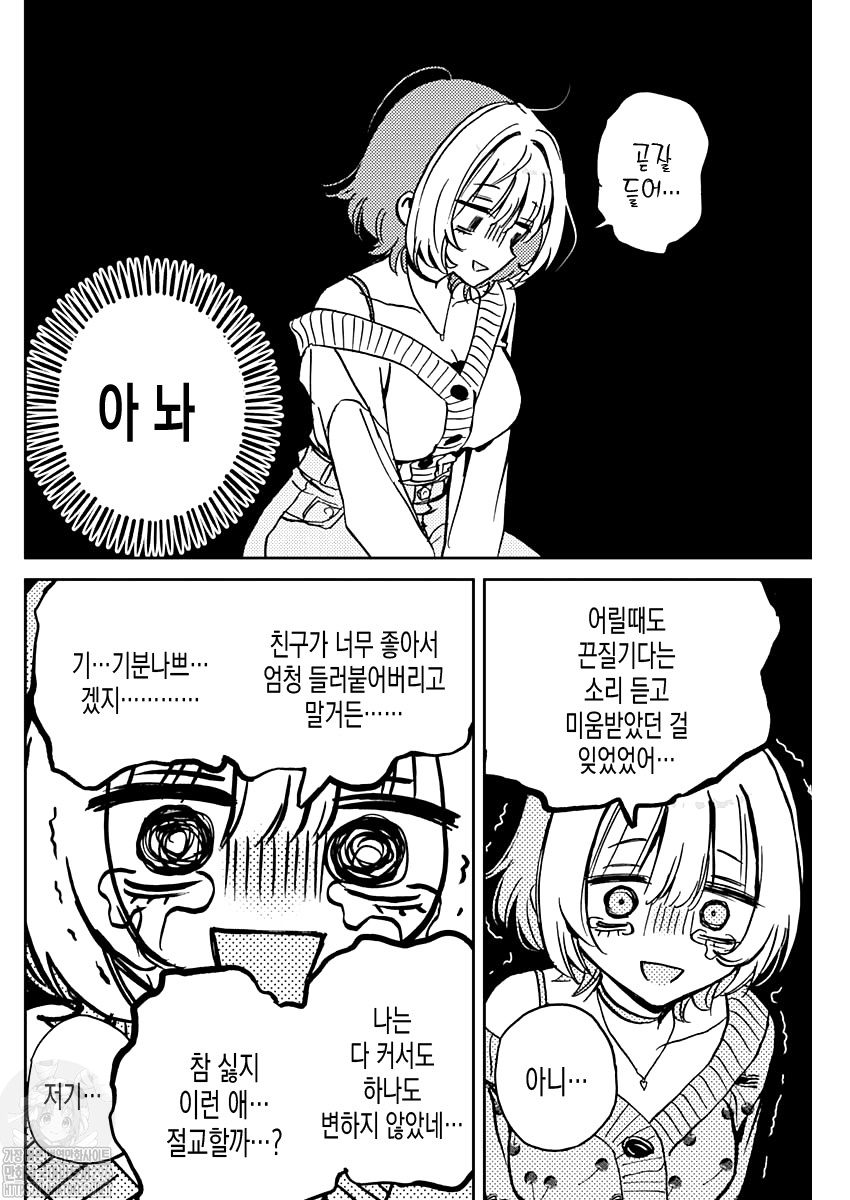 곧잘
들어…
아 놔
어릴때도
끈질기다는
소리 듣고
미움받았던 걸
잊었었어…
아니…
친구가 너무 좋아서
엄청 들러붙어버리고
말거든……
기…기분나쁘…
겠지…………
나는
다 커서도
하나도
변하지 않았네…
참 싫지
이런 애…
절교할까…?
저기…